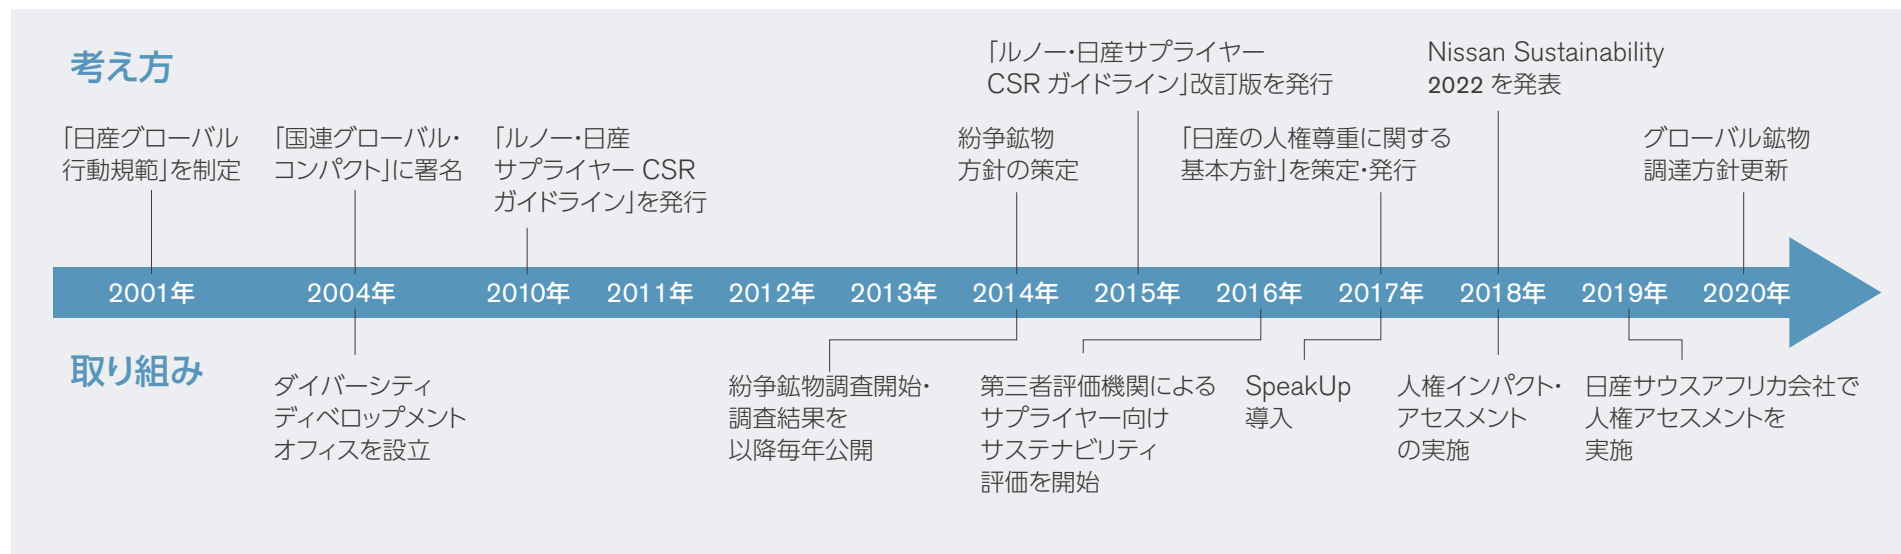 考え方
「日産グローバル
行動規範」を制定
「国連グローバル・
コンパクト」に署名
「ルノー・日産
サプライヤー CSR
ガイドライン」を発行
紛争鉱物
方針の策定
「ルノー・日産サプライヤー
CSR ガイドライン」改訂版を発行
「日産の人権尊重に関する
基本方針」を策定・発行
Nissan Sustainability
2022 を発表
グローバル鉱物
調達方針更新
2001年 2004年 2010年 2011年 2012年 2013年 2014年 2015年 2016年 2017年 2018年 2019年 2020年
取り組み
ダイバーシティ
ディベロップメント
オフィスを設立
紛争鉱物調査開始・
調査結果を
以降毎年公開
第三者評価機関による
サプライヤー向け
サステナビリティ
評価を開始
SpeakUp
導入
人権インパクト・
アセスメント
の実施
日産サウスアフリカ会社で
人権アセスメントを
実施